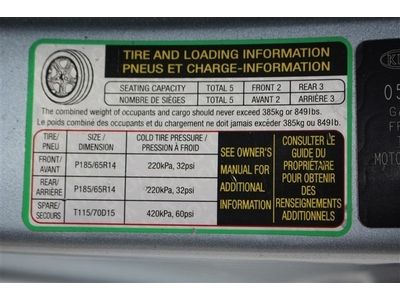 TIRE AND LOADING INFORMATION
PNEUS ET CHARGE-INFORMATION
SEATING CAPACITY TOTAL 5 FRONT 2 REAR 3
NOMBRE DE SIÈGES TOTAL 5 AVANT 2 ARRIÈRE 3
The combined weight of occupants and cargo should never exceed 385kg or 849lbs.
Le poids combiné des occupants et du chargement ne doit jamais excéder 385kg ou 849lb.
TIRE/ PNEU SIZE / DIMENSION COLD TIRE PRESSURE / PRESSION À FROID
FRONT/ AVANT P185/65R14 220kPa, 32psi
REAR/ ARRIÈRE P185/65R14 220kPa, 32psi
SPARE/ SECOURS T115/70D15 420kPa, 60psi
SEE OWNER'S
MANUAL FOR
ADDITIONAL
INFORMATION
CONSULTER LE
GUIDE DU
PROPRIÉTAIRE
POUR DES
RENSEIGNEMENTS
ADDITIONNELS
05
MOTO